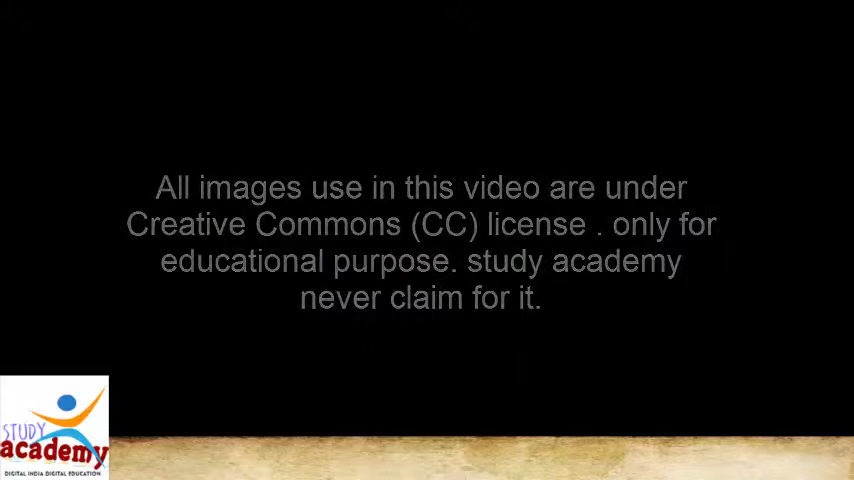 All images use in this video are under
Creative Commons (CC) license . only for
educational purpose. study academy
never claim for it.
STUDY
academy
DIGITAL INDIA DIGITAL EDUCATION